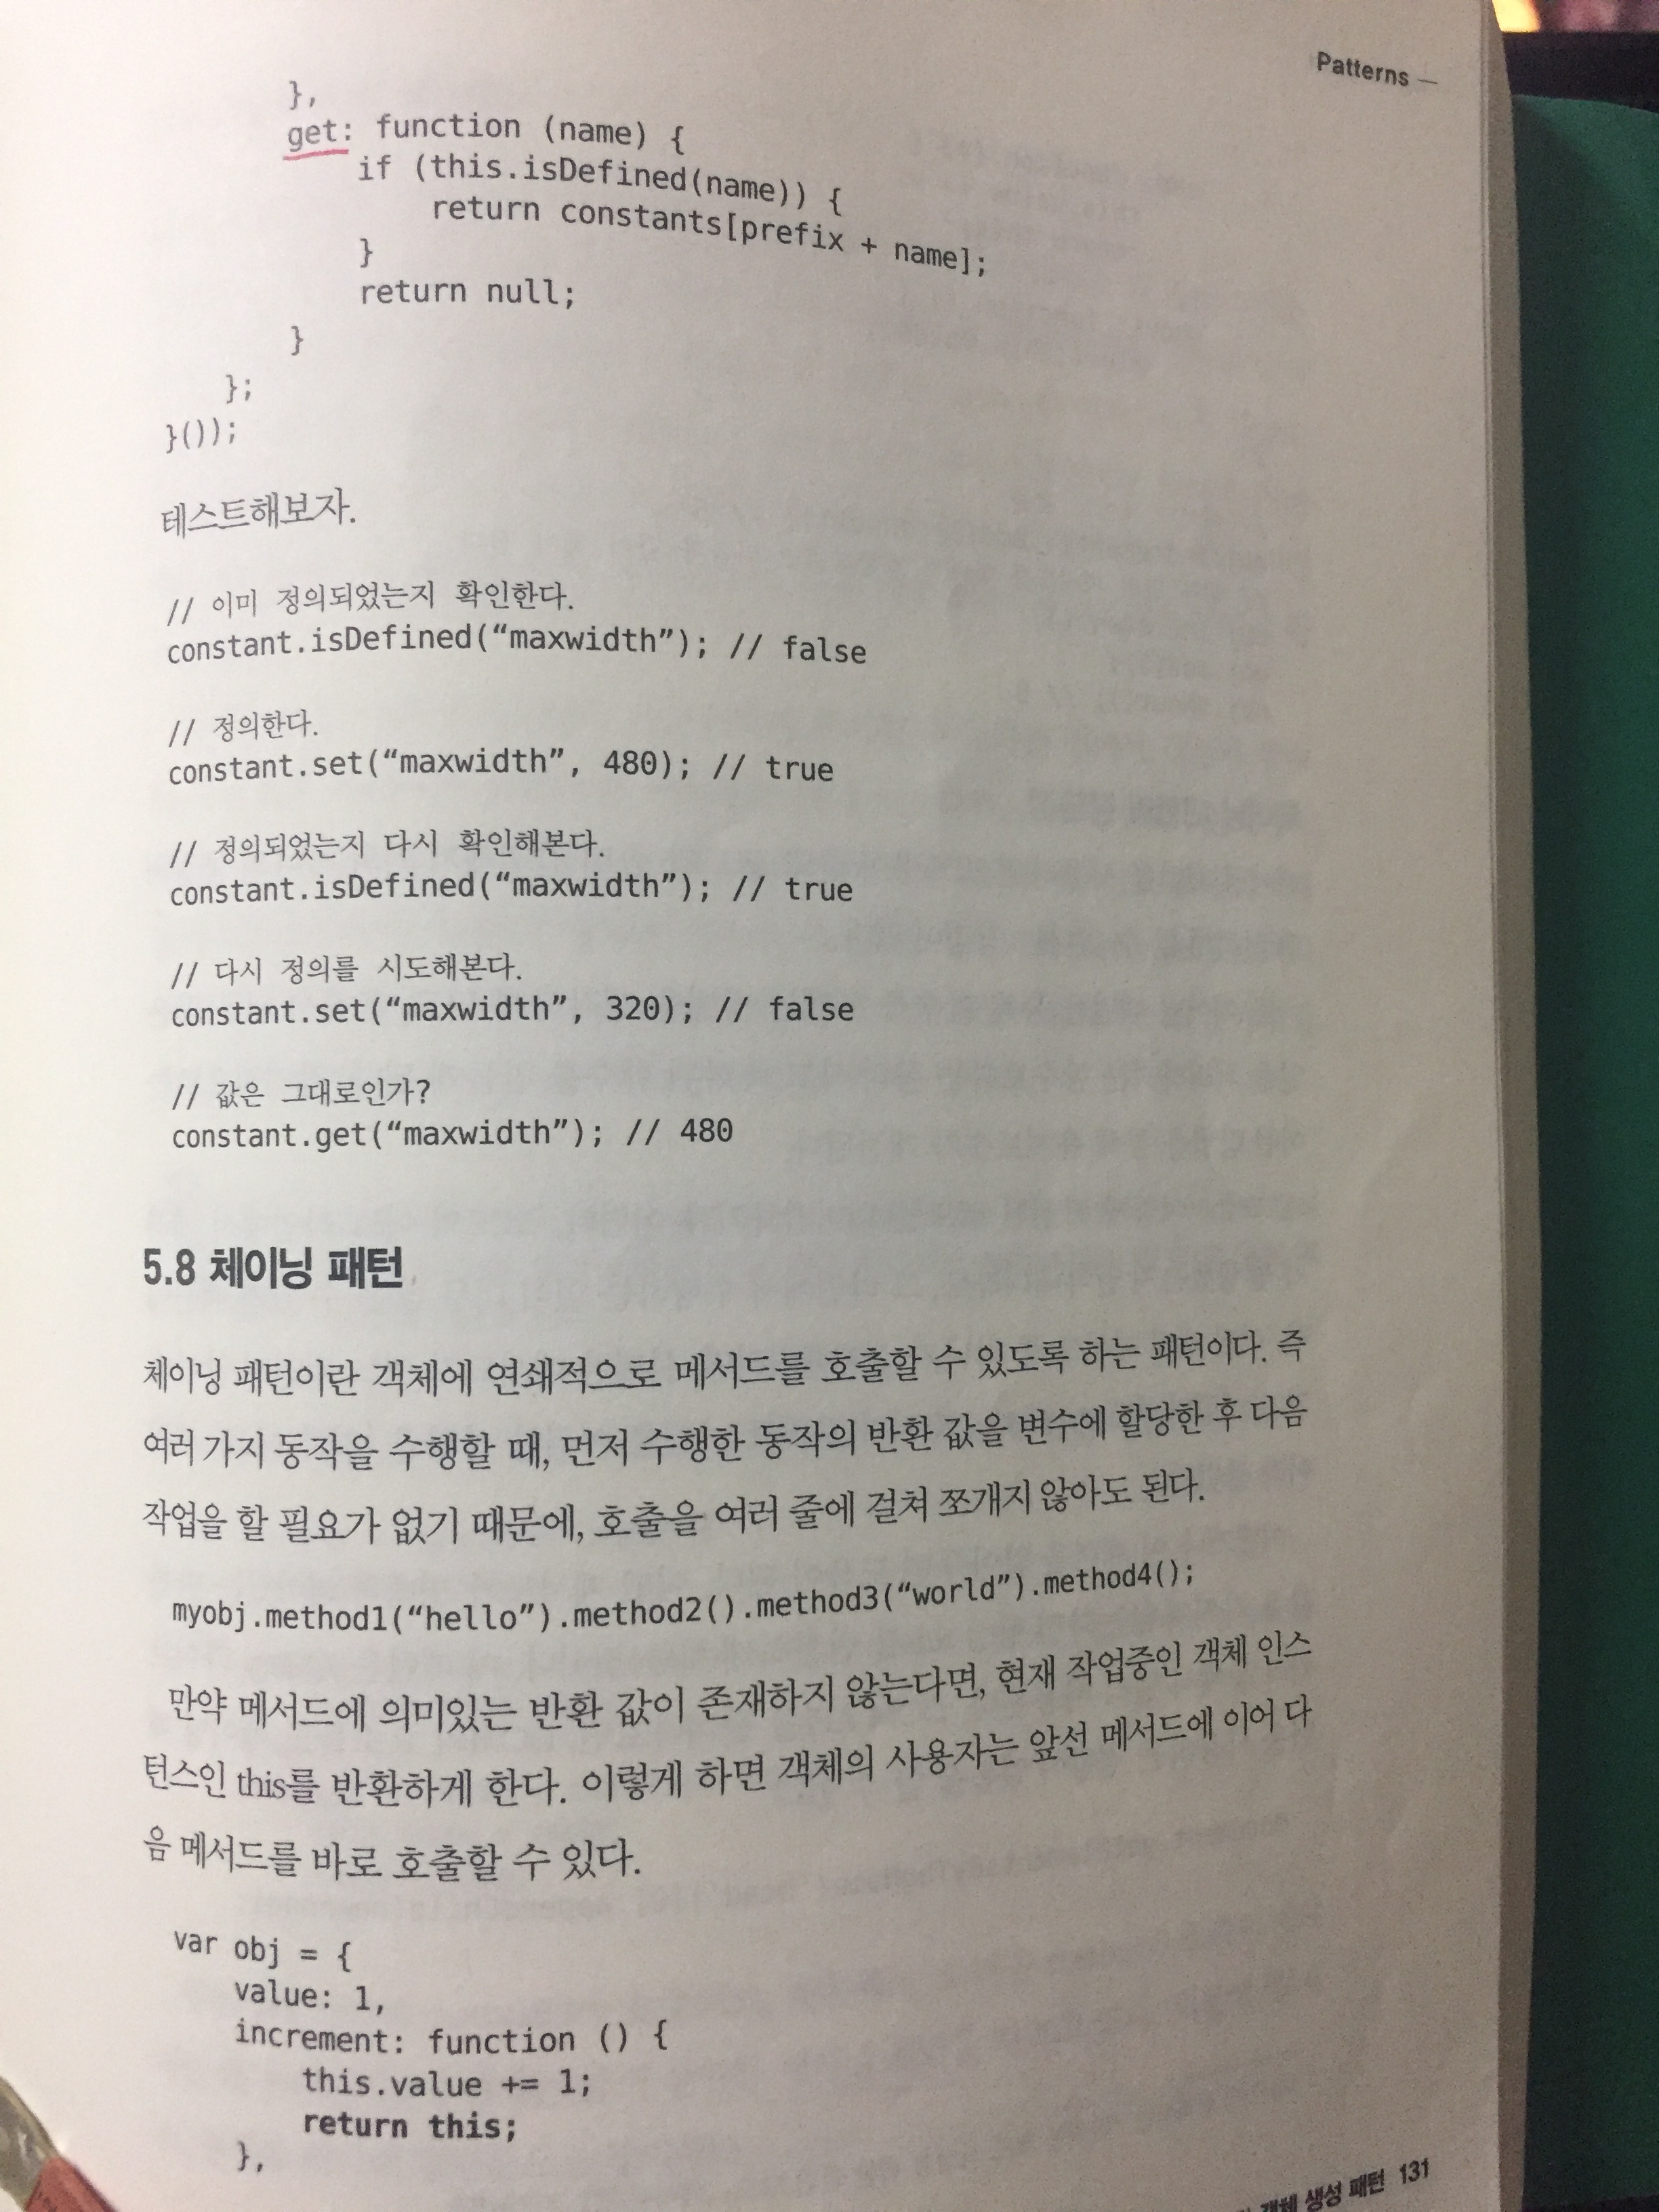 Patterns —
},
get: function (name) {
if (this.isDefined(name)) {
return constants[prefix + name];
}
return null;
}
};
}());
테스트해보자.
// 이미 정의되었는지 확인한다.
constant.isDefined(“maxwidth”); // false
// 정의한다.
constant.set(“maxwidth”, 480); // true
// 정의되었는지 다시 확인해본다.
constant.isDefined(“maxwidth”); // true
// 다시 정의를 시도해본다.
constant.set(“maxwidth”, 320); // false
// 값은 그대로인가?
constant.get(“maxwidth”); // 480
5.8 체이닝 패턴
체이닝 패턴이란 객체에 연쇄적으로 메서드를 호출할 수 있도록 하는 패턴이다. 즉
여러 가지 동작을 수행할 때, 먼저 수행한 동작의 반환 값을 변수에 할당한 후 다음
작업을 할 필요가 없기 때문에, 호출을 여러 줄에 걸쳐 쪼개지 않아도 된다.
myobj.method1(“hello”).method2().method3(“world”).method4();
만약 메서드에 의미있는 반환 값이 존재하지 않는다면, 현재 작업중인 객체 인스
턴스인 this를 반환하게 한다. 이렇게 하면 객체의 사용자는 앞선 메서드에 이어 다
음 메서드를 바로 호출할 수 있다.
var obj = {
value: 1,
increment: function () {
this.value += 1;
return this;
},
객체 생성 패턴 131